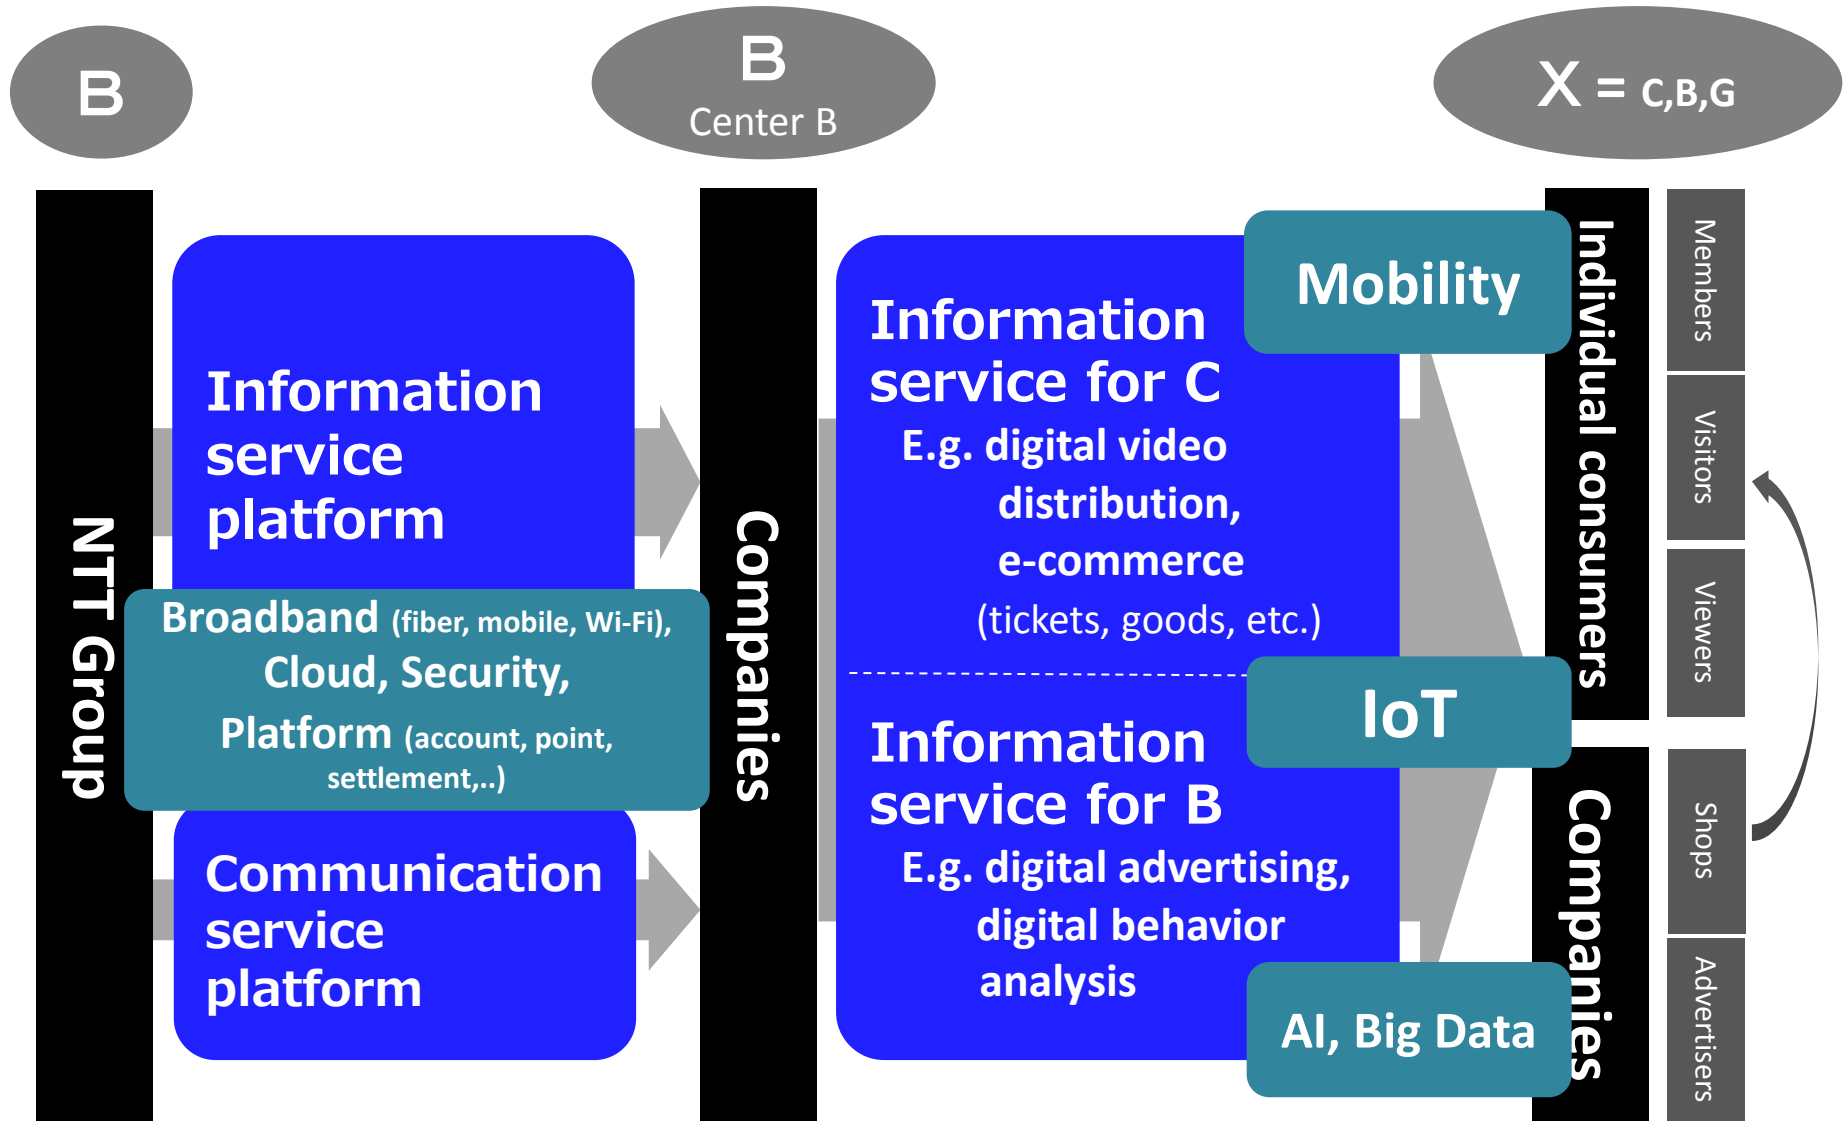 B
B
Center B
X = C,B,G
NTT Group
Information
service
platform
Broadband (fiber, mobile, Wi-Fi),
Cloud, Security,
Platform (account, point,
settlement,..)
Communication
service
platform
Companies
Information
service for C
E.g. digital video
distribution,
e-commerce
(tickets, goods, etc.)
Information
service for B
E.g. digital advertising,
digital behavior
analysis
Mobility
IoT
AI, Big Data
Individual consumers
Companies
Members
Visitors
Viewers
Shops
Advertisers